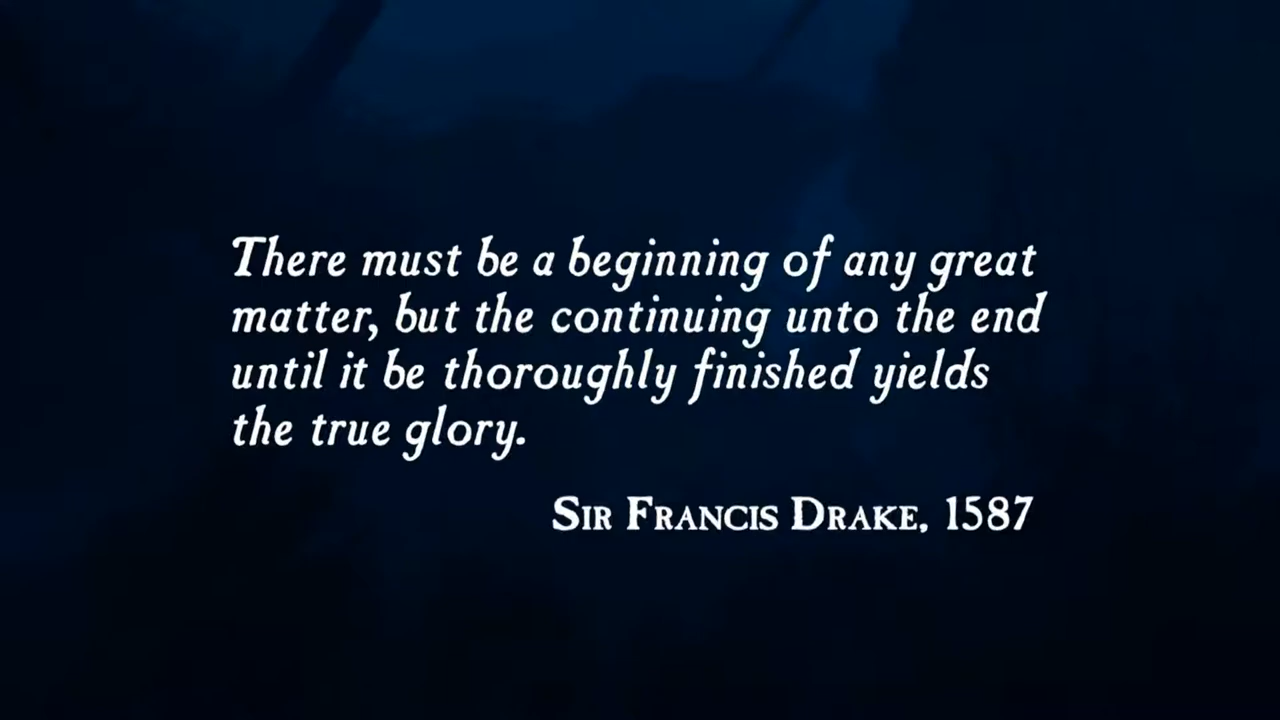 There must be a beginning of any great
matter, but the continuing unto the end
until it be thoroughly finished yields
the true glory.
Sir Francis Drake, 1587